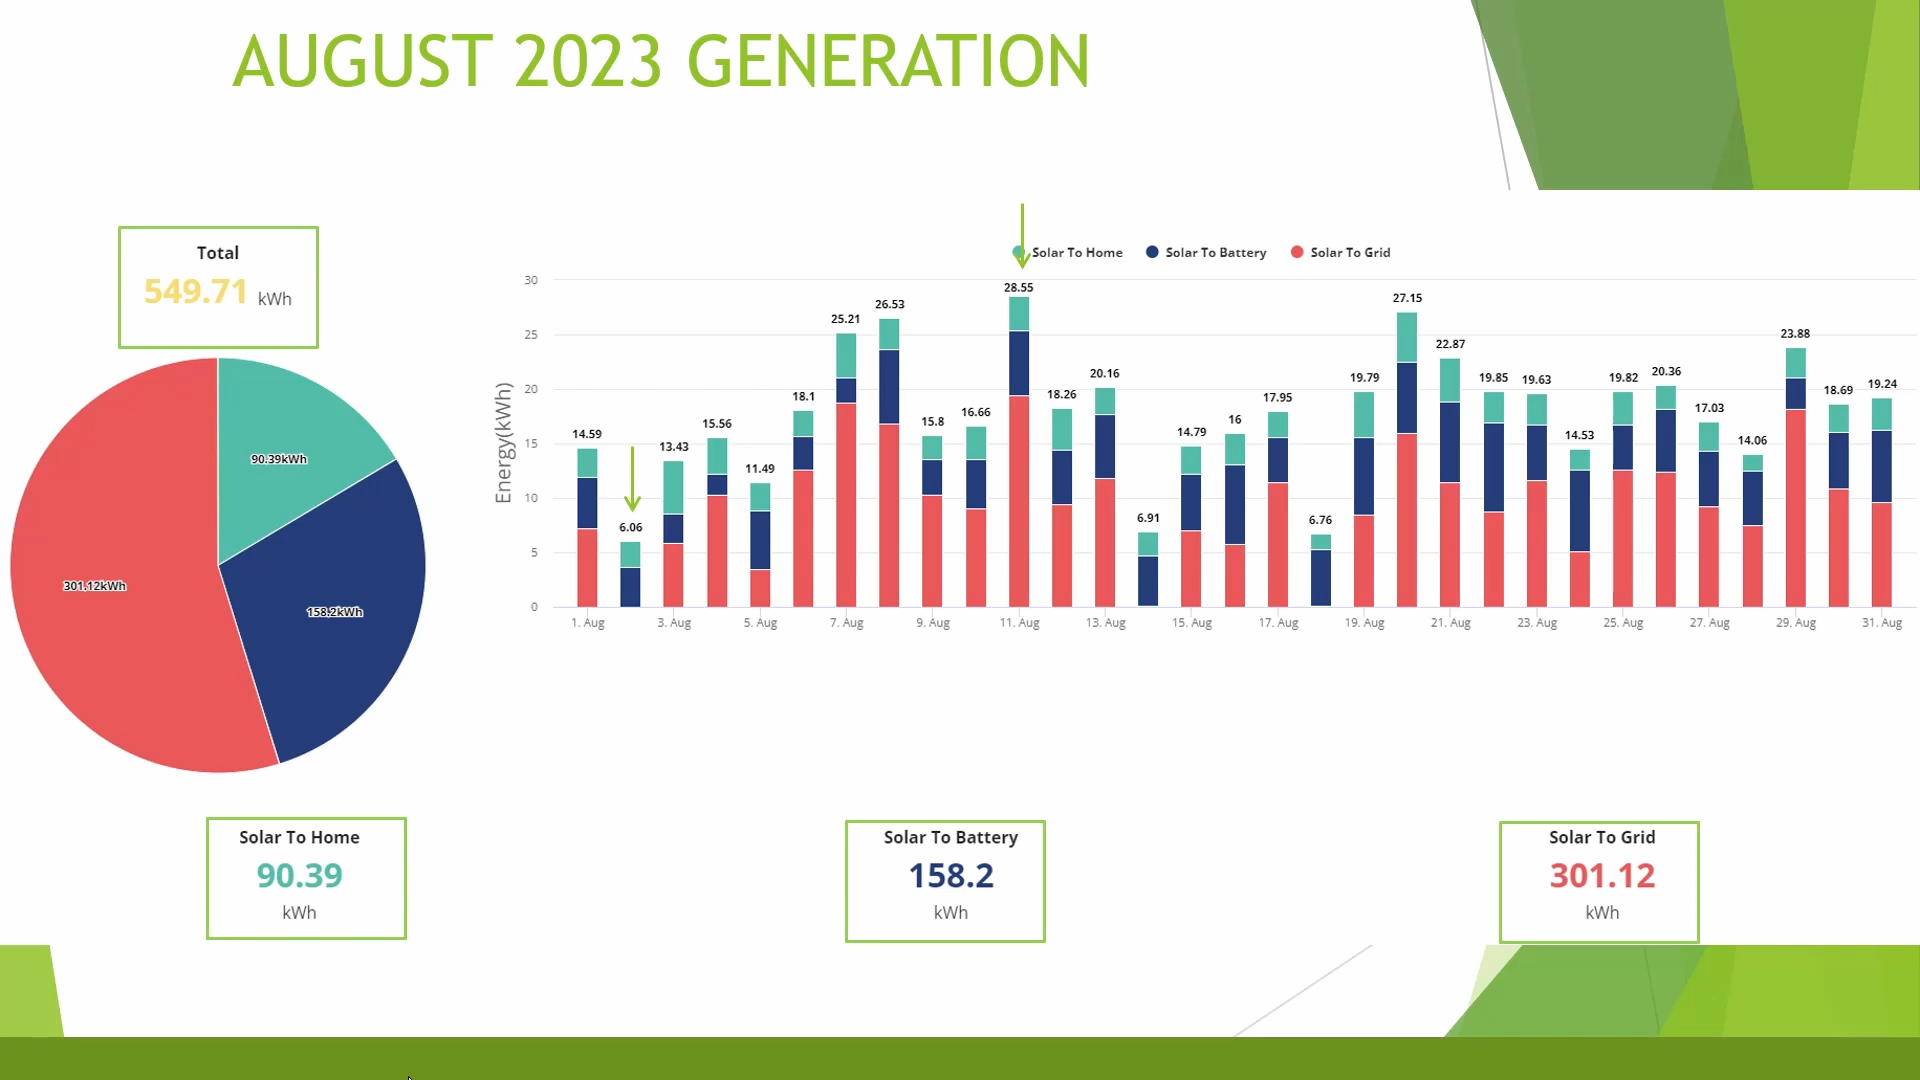 AUGUST 2023 GENERATION
Total
549.71 kWh
Solar To Home
Solar To Battery
Solar To Grid
Energy(kWh)
30
25
20
15
10
5
0
14.59
6.06
13.43
15.56
11.49
18.1
25.21
26.53
15.8
16.66
28.55
18.26
20.16
6.91
14.79
16
17.95
6.76
19.79
27.15
22.87
19.85
19.63
14.53
19.82
20.36
17.03
14.06
23.88
18.69
19.24
1. Aug
3. Aug
5. Aug
7. Aug
9. Aug
11. Aug
13. Aug
15. Aug
17. Aug
19. Aug
21. Aug
23. Aug
25. Aug
27. Aug
29. Aug
31. Aug
90.39kWh
301.12kWh
158.2kWh
Solar To Home
90.39
kWh
Solar To Battery
158.2
kWh
Solar To Grid
301.12
kWh